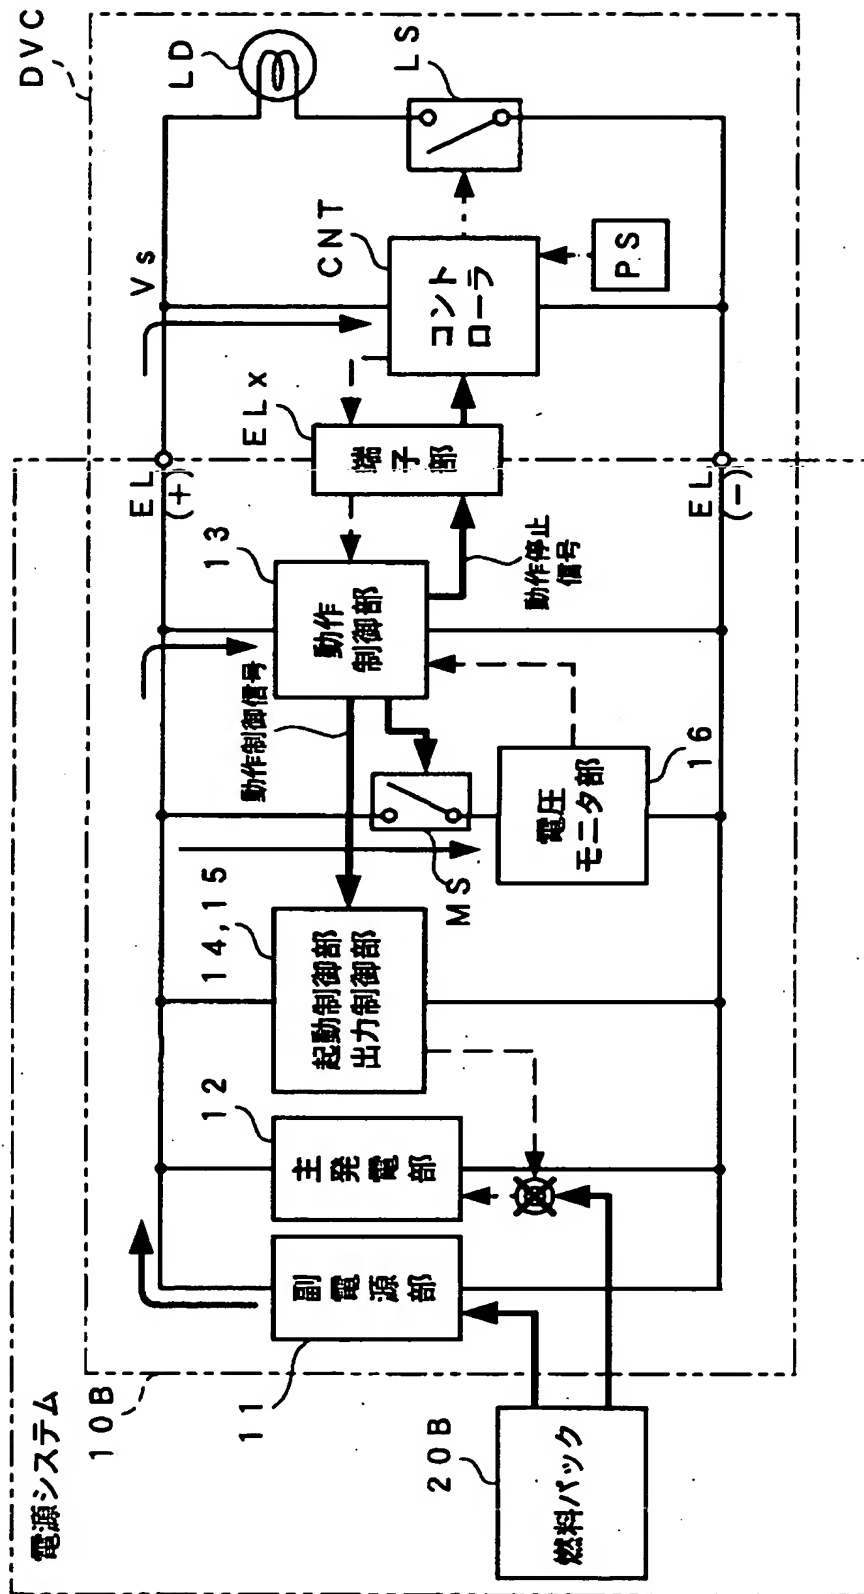 電源システム
10B
DVC
20B
燃料パック
11
副電源部
12
主発電部
14,15
起動制御部
出力制御部
動作制御信号
MS
電圧
モニタ部
16
13
動作
制御部
動作停止
信号
EL
(+)
EL
(-)
ELx
端子部
Vs
CNT
コント
ローラ
PS
LD
LS